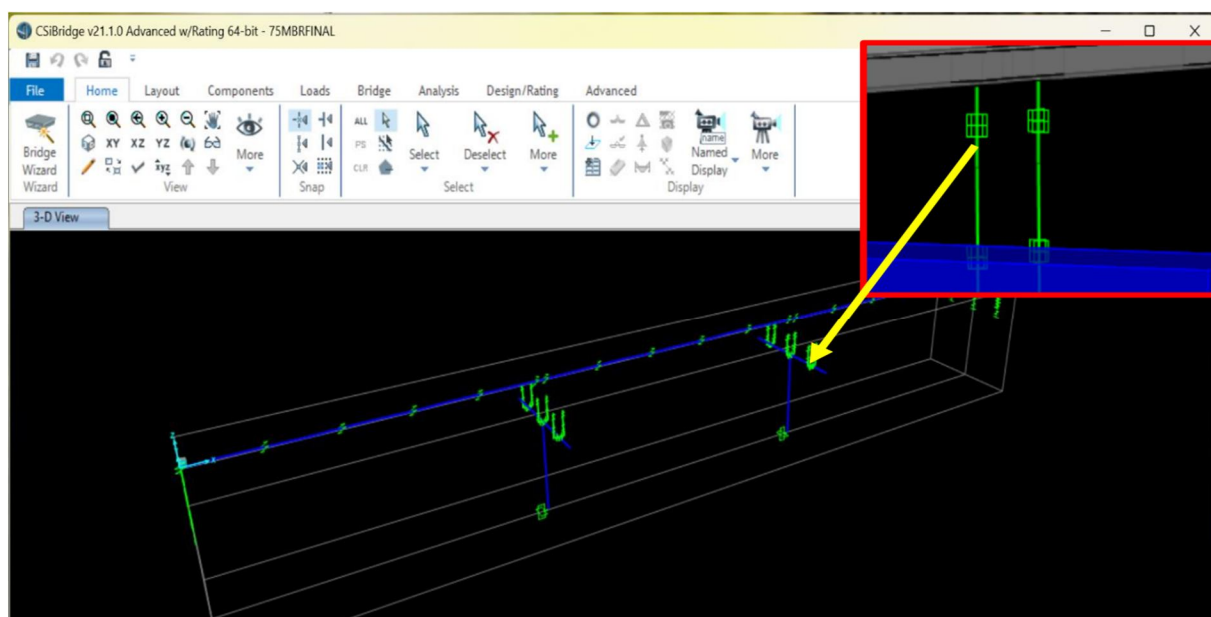 CSiBridge v21.1.0 Advanced w/Rating 64-bit - 75MBRFINAL
File Home Layout Components Loads Bridge Analysis Design/Rating Advanced
Bridge
Wizard
Wizard
XY XZ YZ
xyz
More
View
Snap
ALL
PS
CLR
Select
Deselect
More
Select
name
Named
Display
More
Display
3-D View
Z
X